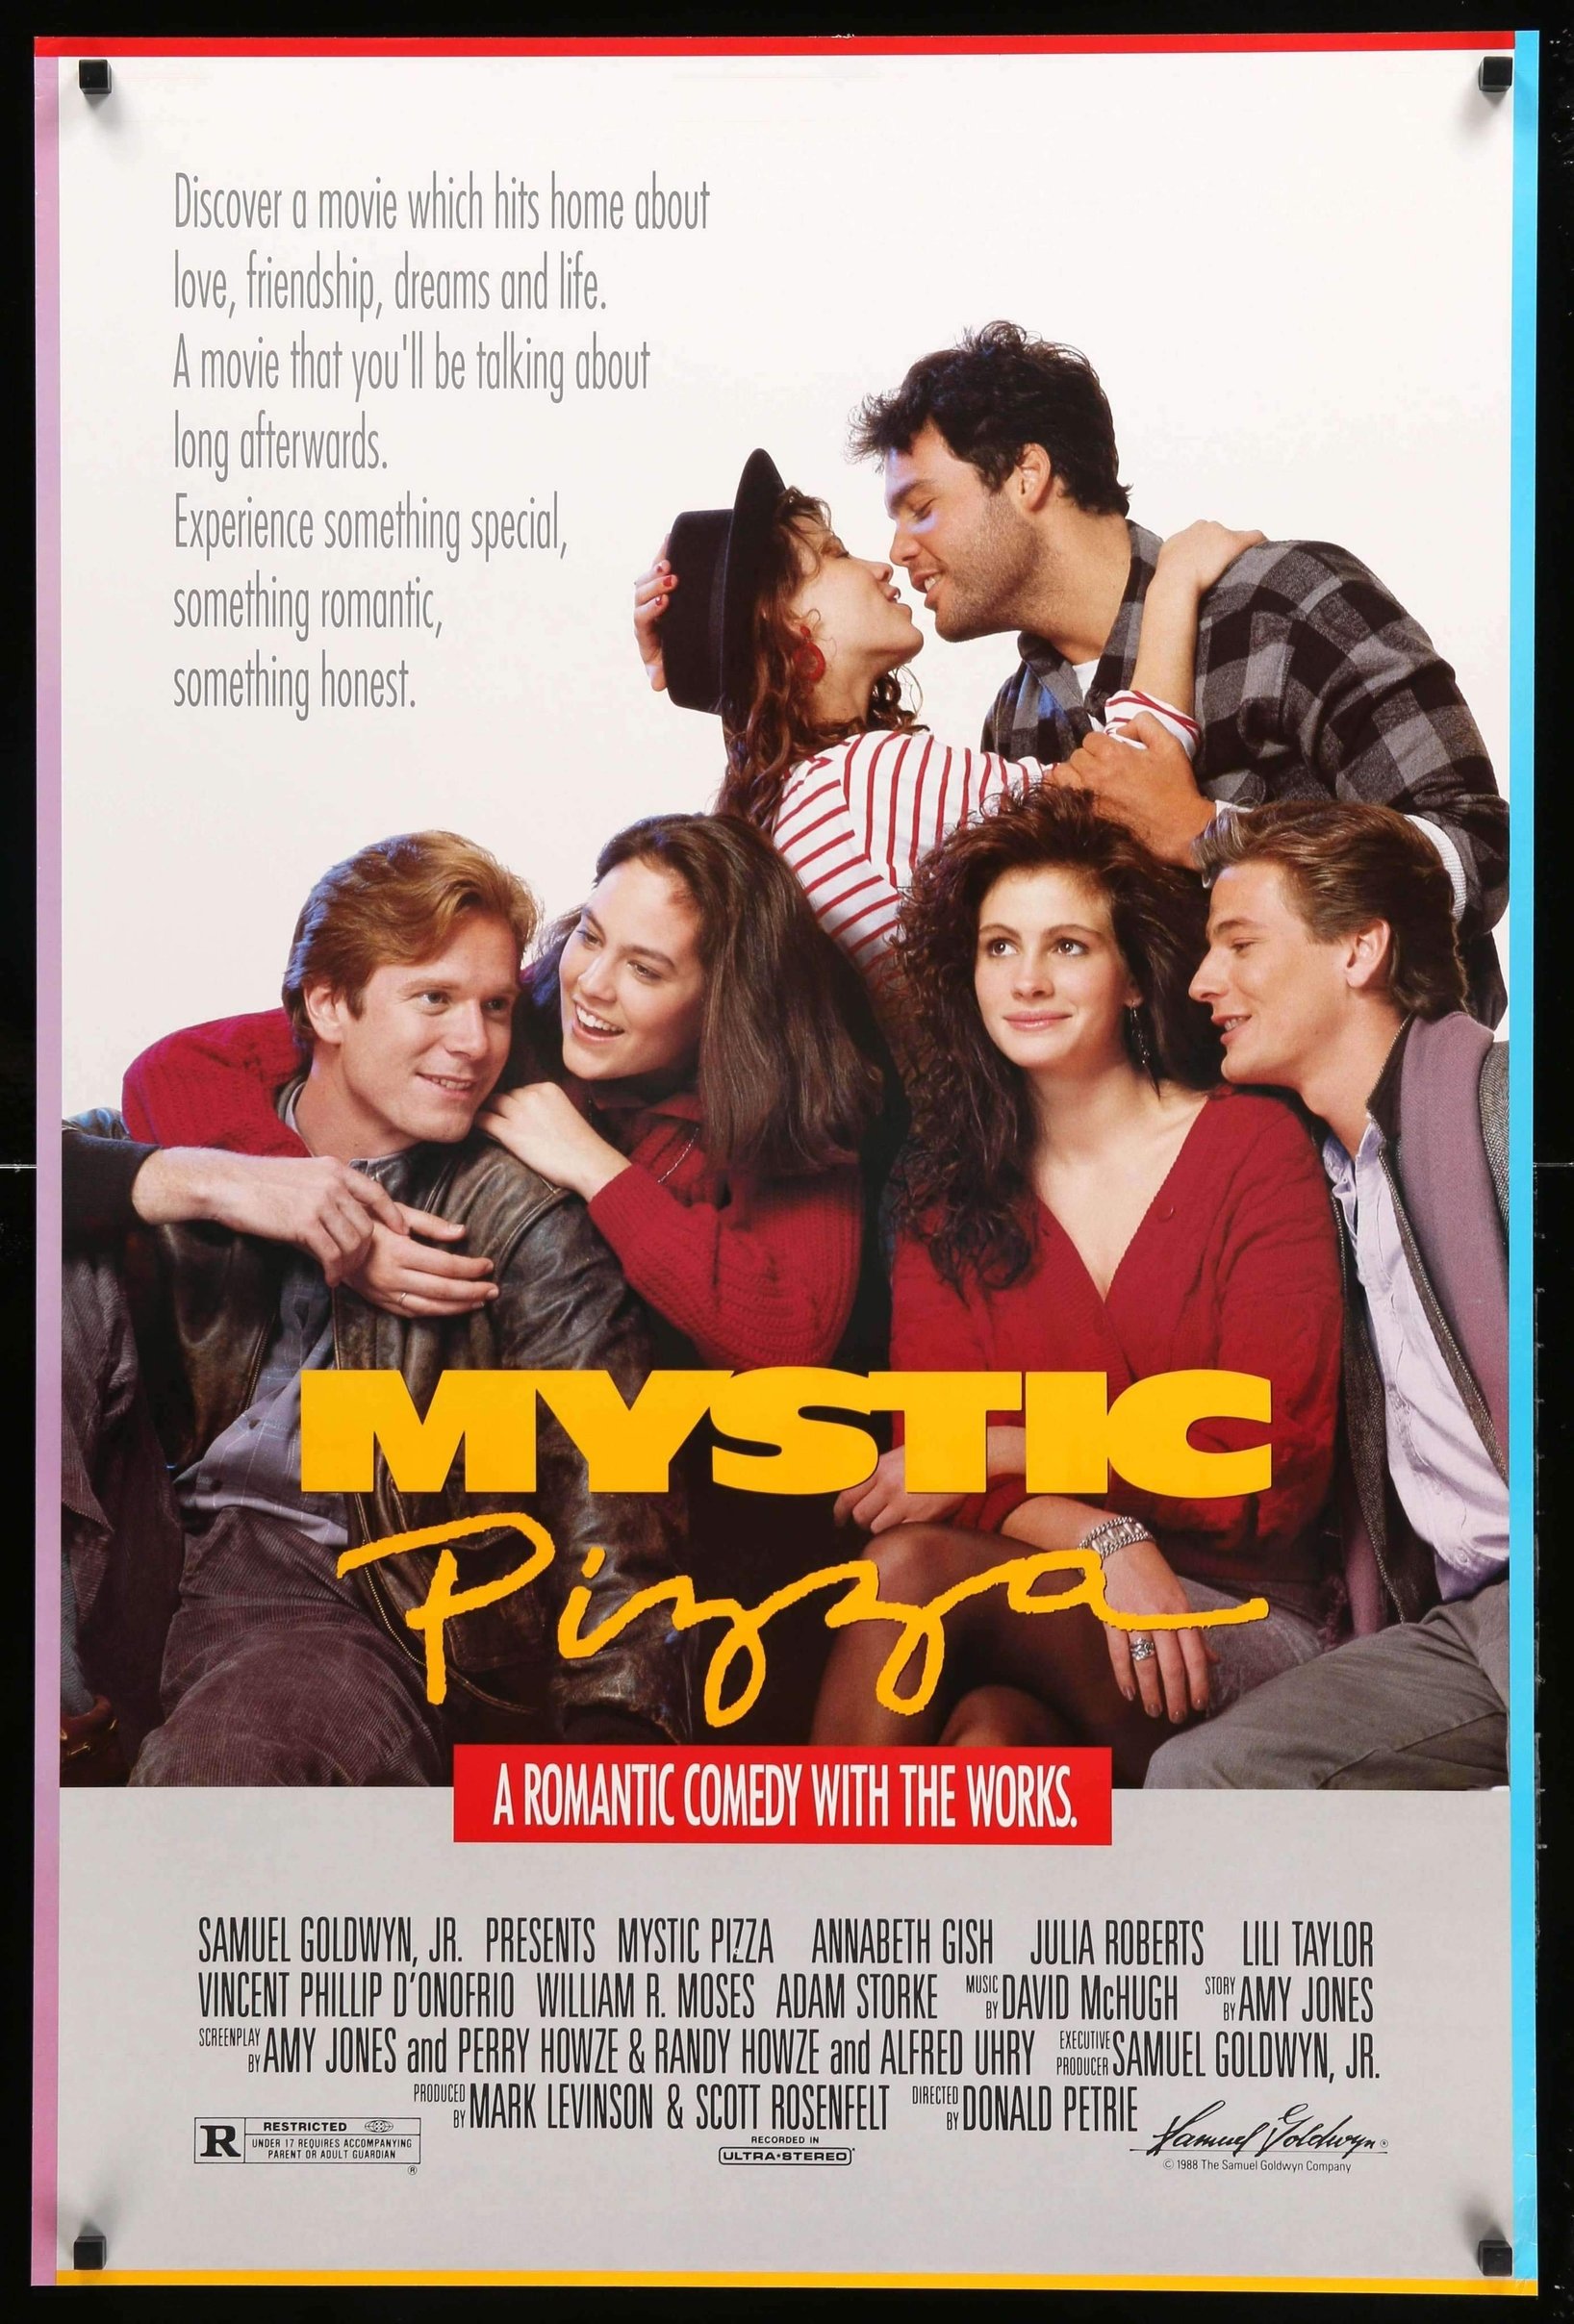 Discover a movie which hits home about
love, friendship, dreams and life.
A movie that you'll be talking about
long afterwards.
Experience something special,
something romantic,
something honest.
MYSTIC
Pizza
A ROMANTIC COMEDY WITH THE WORKS.
SAMUEL GOLDWYN, JR. PRESENTS MYSTIC PIZZA ANNABETH GISH JULIA ROBERTS LILI TAYLOR
VINCENT PHILLIP D'ONOFRIO WILLIAM R. MOSES ADAM STORKE MUSIC BY DAVID McHUGH STORY BY AMY JONES
SCREENPLAY BY AMY JONES and PERRY HOWZE & RANDY HOWZE and ALFRED UHRY EXECUTIVE PRODUCER SAMUEL GOLDWYN, JR.
PRODUCED BY MARK LEVINSON & SCOTT ROSENFELT DIRECTED BY DONALD PETRIE
R RESTRICTED
UNDER 17 REQUIRES ACCOMPANYING
PARENT OR ADULT GUARDIAN
®
RECORDED IN
ULTRA•STEREO
Samuel Goldwyn ®
© 1988 The Samuel Goldwyn Company